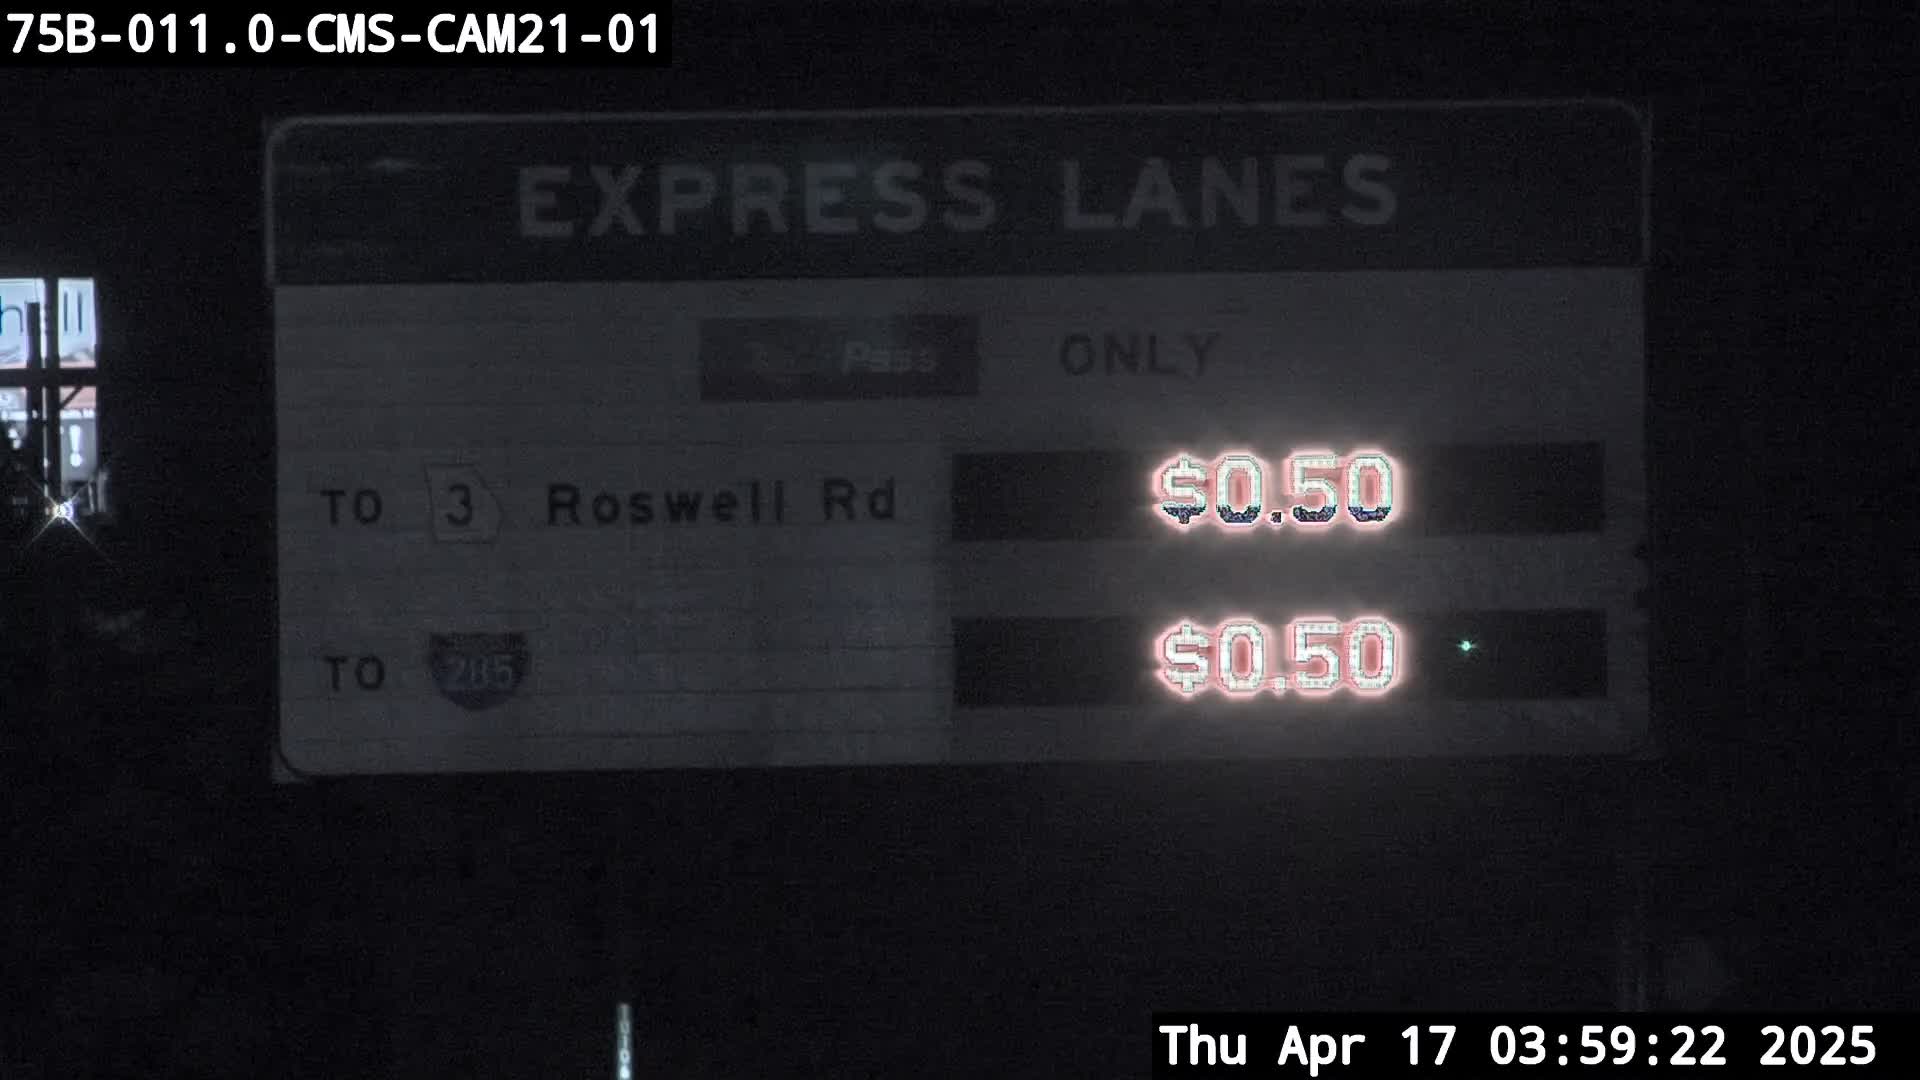 75B-011.0-CMS-CAM21-01
EXPRESS LANES
Pass ONLY
TO 3 Roswell Rd $0.50
TO 285 $0.50
Thu Apr 17 03:59:22 2025